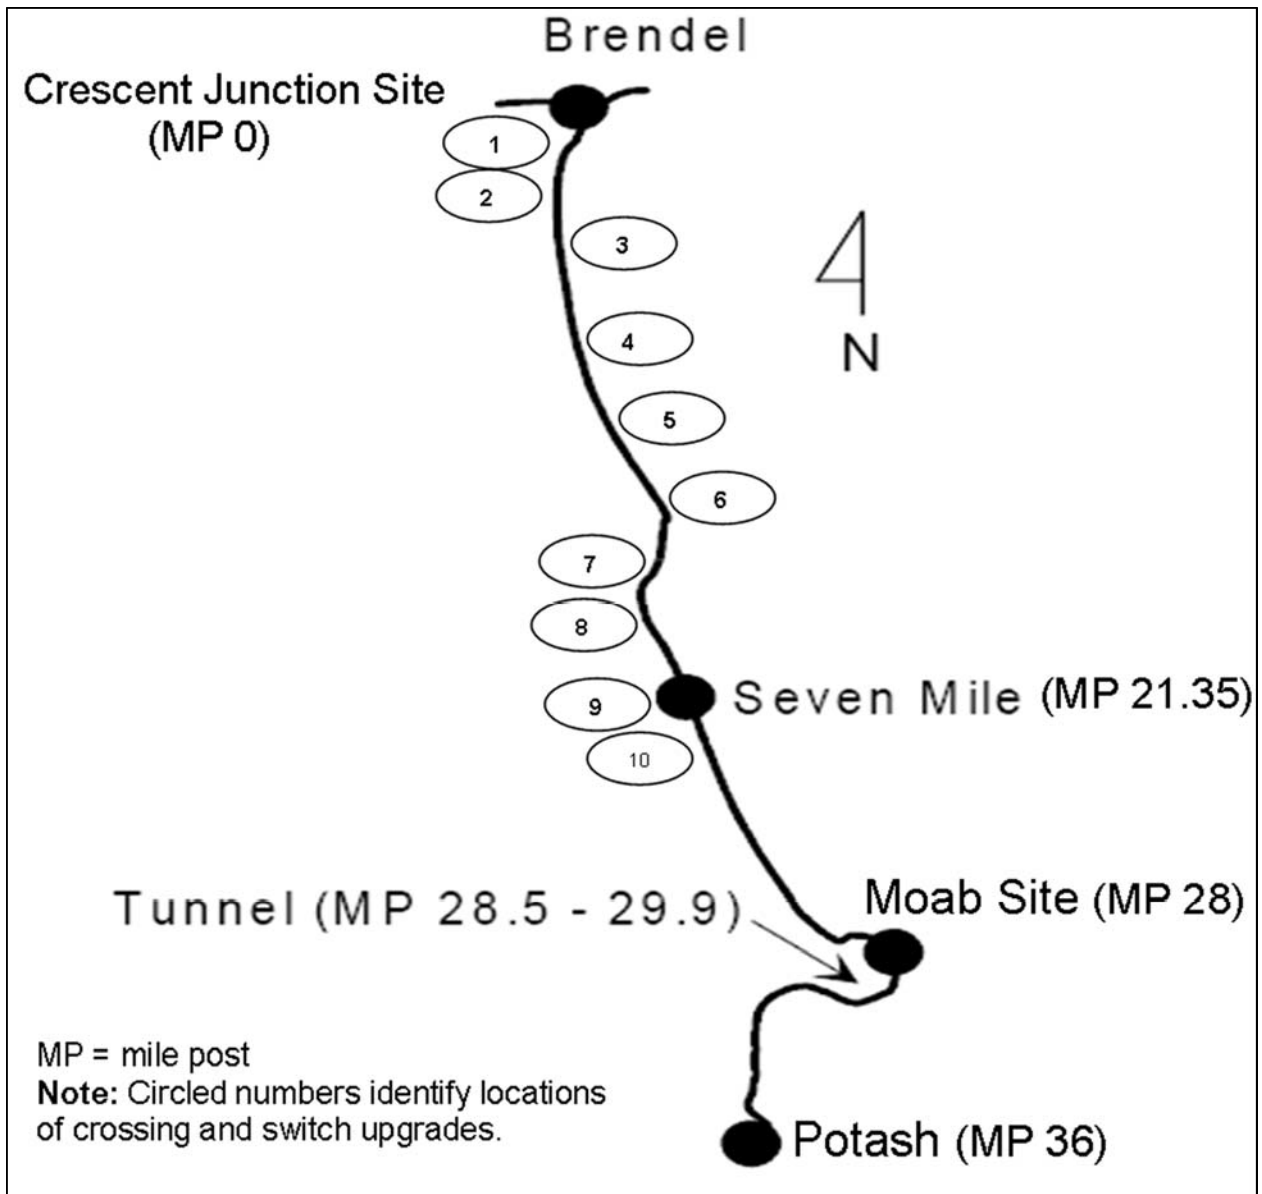 Brendel
Crescent Junction Site
(MP 0)
1
2
3
4
N
5
6
7
8
Seven Mile (MP 21.35)
9
10
Moab Site (MP 28)
Tunnel (MP 28.5 - 29.9)
MP = mile post
Note: Circled numbers identify locations
of crossing and switch upgrades.
Potash (MP 36)